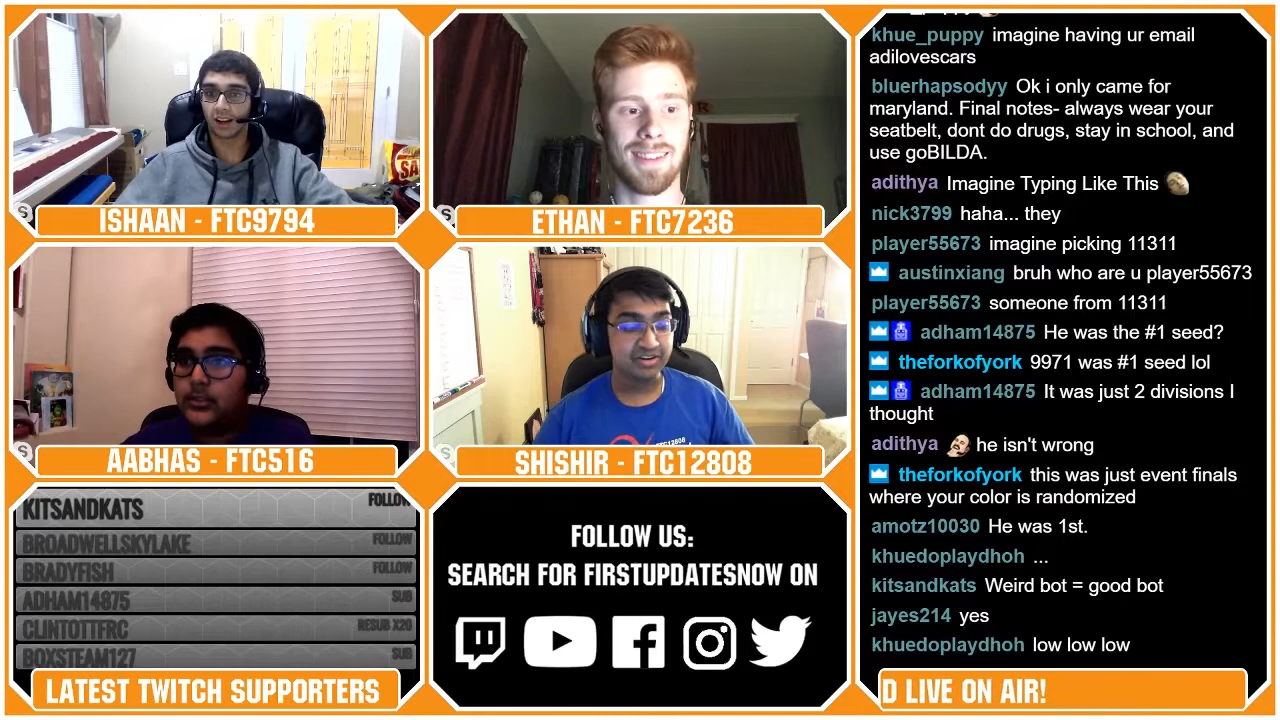 ISHAAN - FTC9794
ETHAN - FTC7236
AABHAS - FTC516
SHISHIR - FTC12808
FTC12808
SA
KITSANDKATS FOLLOW
BROADWELLSKYLAKE FOLLOW
BRADYFISH FOLLOW
ADHAM14875 SUB
CLINTOTTFRC RESUB X20
BOXSTEAM127 SUB
LATEST TWITCH SUPPORTERS
FOLLOW US:
SEARCH FOR FIRSTUPDATESNOW ON
khue_puppy imagine having ur email
adilovescars
bluerhapsodyy Ok i only came for
maryland. Final notes- always wear your
seatbelt, dont do drugs, stay in school, and
use goBILDA.
adithya Imagine Typing Like This
nick3799 haha... they
player55673 imagine picking 11311
austinxiang bruh who are u player55673
player55673 someone from 11311
adham14875 He was the #1 seed?
theforkofyork 9971 was #1 seed lol
adham14875 It was just 2 divisions I
thought
adithya he isn't wrong
theforkofyork this was just event finals
where your color is randomized
amotz10030 He was 1st.
khuedoplaydhoh ...
kitsandkats Weird bot = good bot
jayes214 yes
khuedoplaydhoh low low low
D LIVE ON AIR!